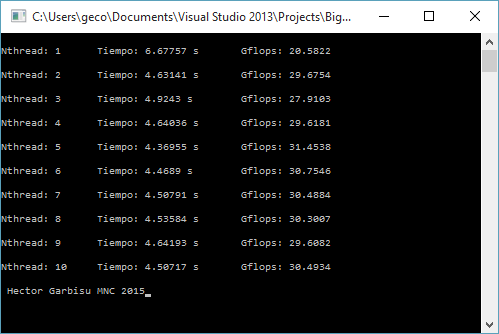 C:\Users\geco\Documents\Visual Studio 2013\Projects\Big...
Nthread: 1 Tiempo: 6.67757 s Gflops: 20.5822
Nthread: 2 Tiempo: 4.63141 s Gflops: 29.6754
Nthread: 3 Tiempo: 4.9243 s Gflops: 27.9103
Nthread: 4 Tiempo: 4.64036 s Gflops: 29.6181
Nthread: 5 Tiempo: 4.36955 s Gflops: 31.4538
Nthread: 6 Tiempo: 4.4689 s Gflops: 30.7546
Nthread: 7 Tiempo: 4.50791 s Gflops: 30.4884
Nthread: 8 Tiempo: 4.53584 s Gflops: 30.3007
Nthread: 9 Tiempo: 4.64193 s Gflops: 29.6082
Nthread: 10 Tiempo: 4.50717 s Gflops: 30.4934
Hector Garbisu MNC 2015